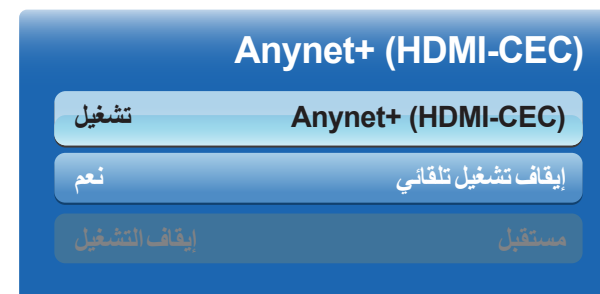 Anynet+ (HDMI-CEC)
Anynet+ (HDMI-CEC) تشغيل
إيقاف تشغيل تلقائي نعم
مستقبل إيقاف التشغيل